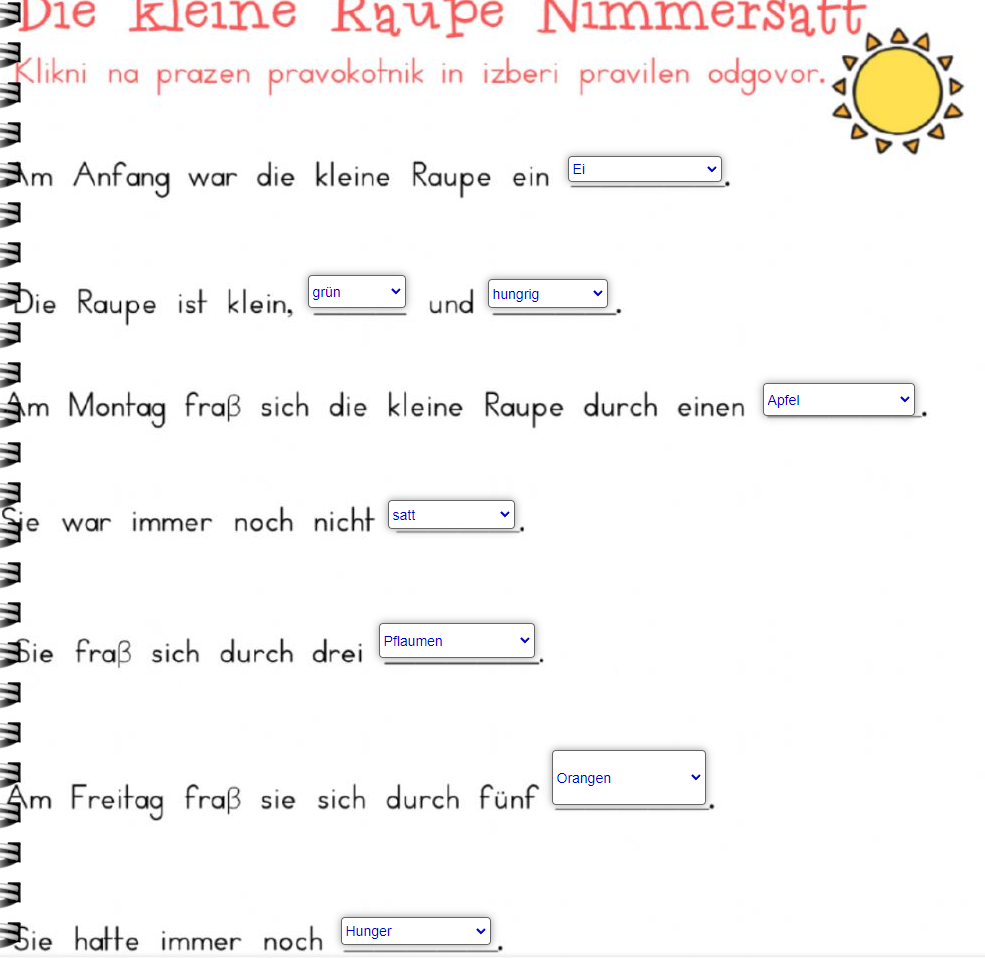 Die kleine Raupe Nimmersatt
Klikni na prazen pravokotnik in izberi pravilen odgovor.
Am Anfang war die kleine Raupe ein Ei.
Die Raupe ist klein, grün und hungrig.
Am Montag fraß sich die kleine Raupe durch einen Apfel.
Sie war immer noch nicht satt.
Sie fraß sich durch drei Pflaumen.
Am Freitag fraß sie sich durch fünf Orangen.
Sie hatte immer noch Hunger.